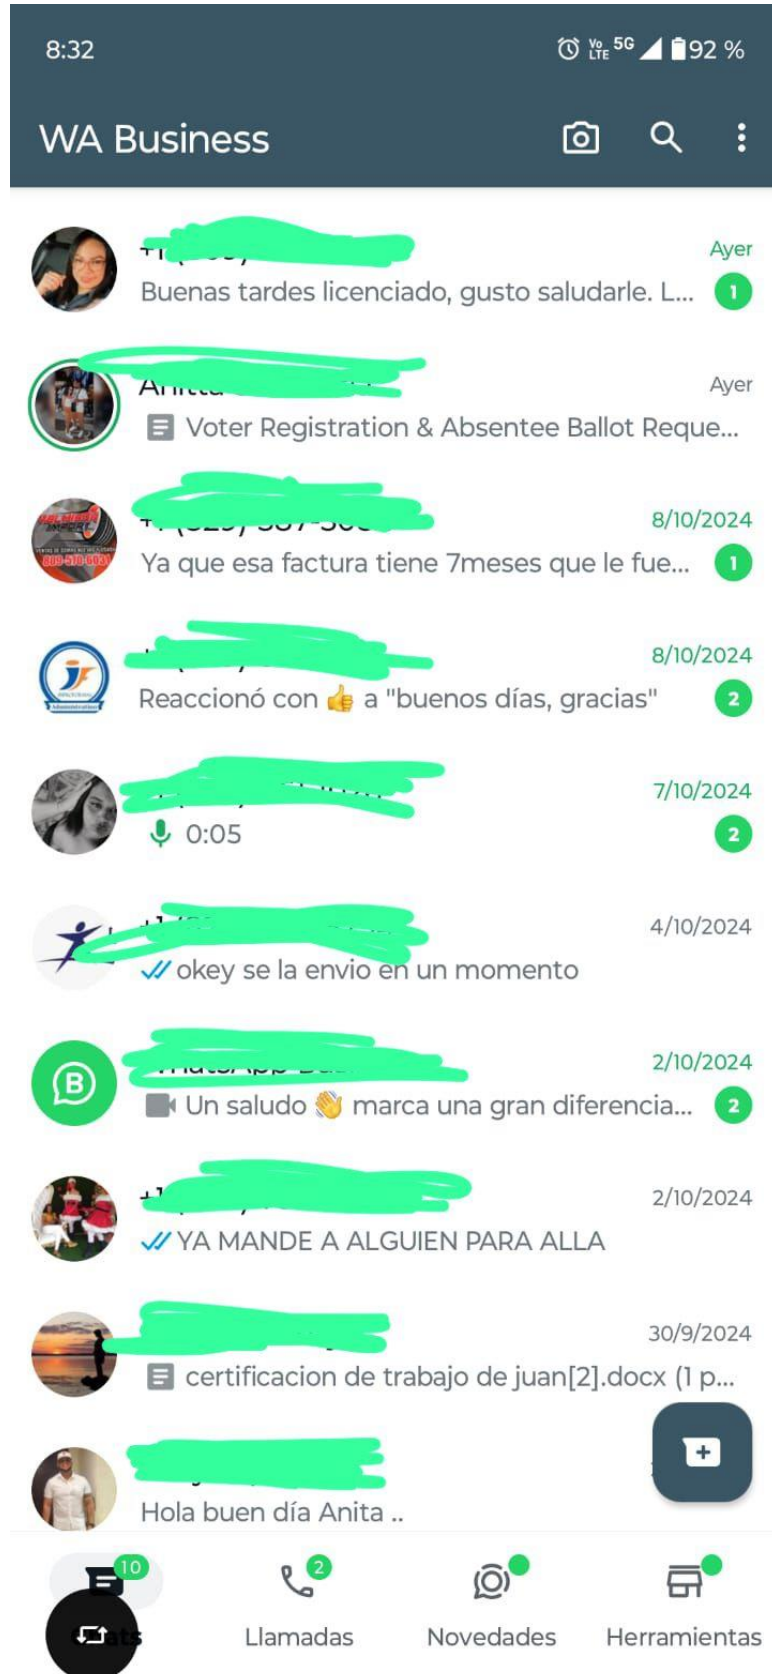 8:32
Vo LTE 5G 92 %
WA Business
Ayer
Buenas tardes licenciado, gusto saludarle. L...
1
Ayer
Voter Registration & Absentee Ballot Reque...
8/10/2024
Ya que esa factura tiene 7meses que le fue...
1
8/10/2024
Reaccionó con 👍 a "buenos días, gracias"
2
7/10/2024
0:05
2
4/10/2024
okey se la envio en un momento
2/10/2024
Un saludo 👋 marca una gran diferencia...
2
2/10/2024
YA MANDE A ALGUIEN PARA ALLA
30/9/2024
certificacion de trabajo de juan[2].docx (1 p...
Hola buen día Anita ..
10
2
Llamadas
Novedades
Herramientas